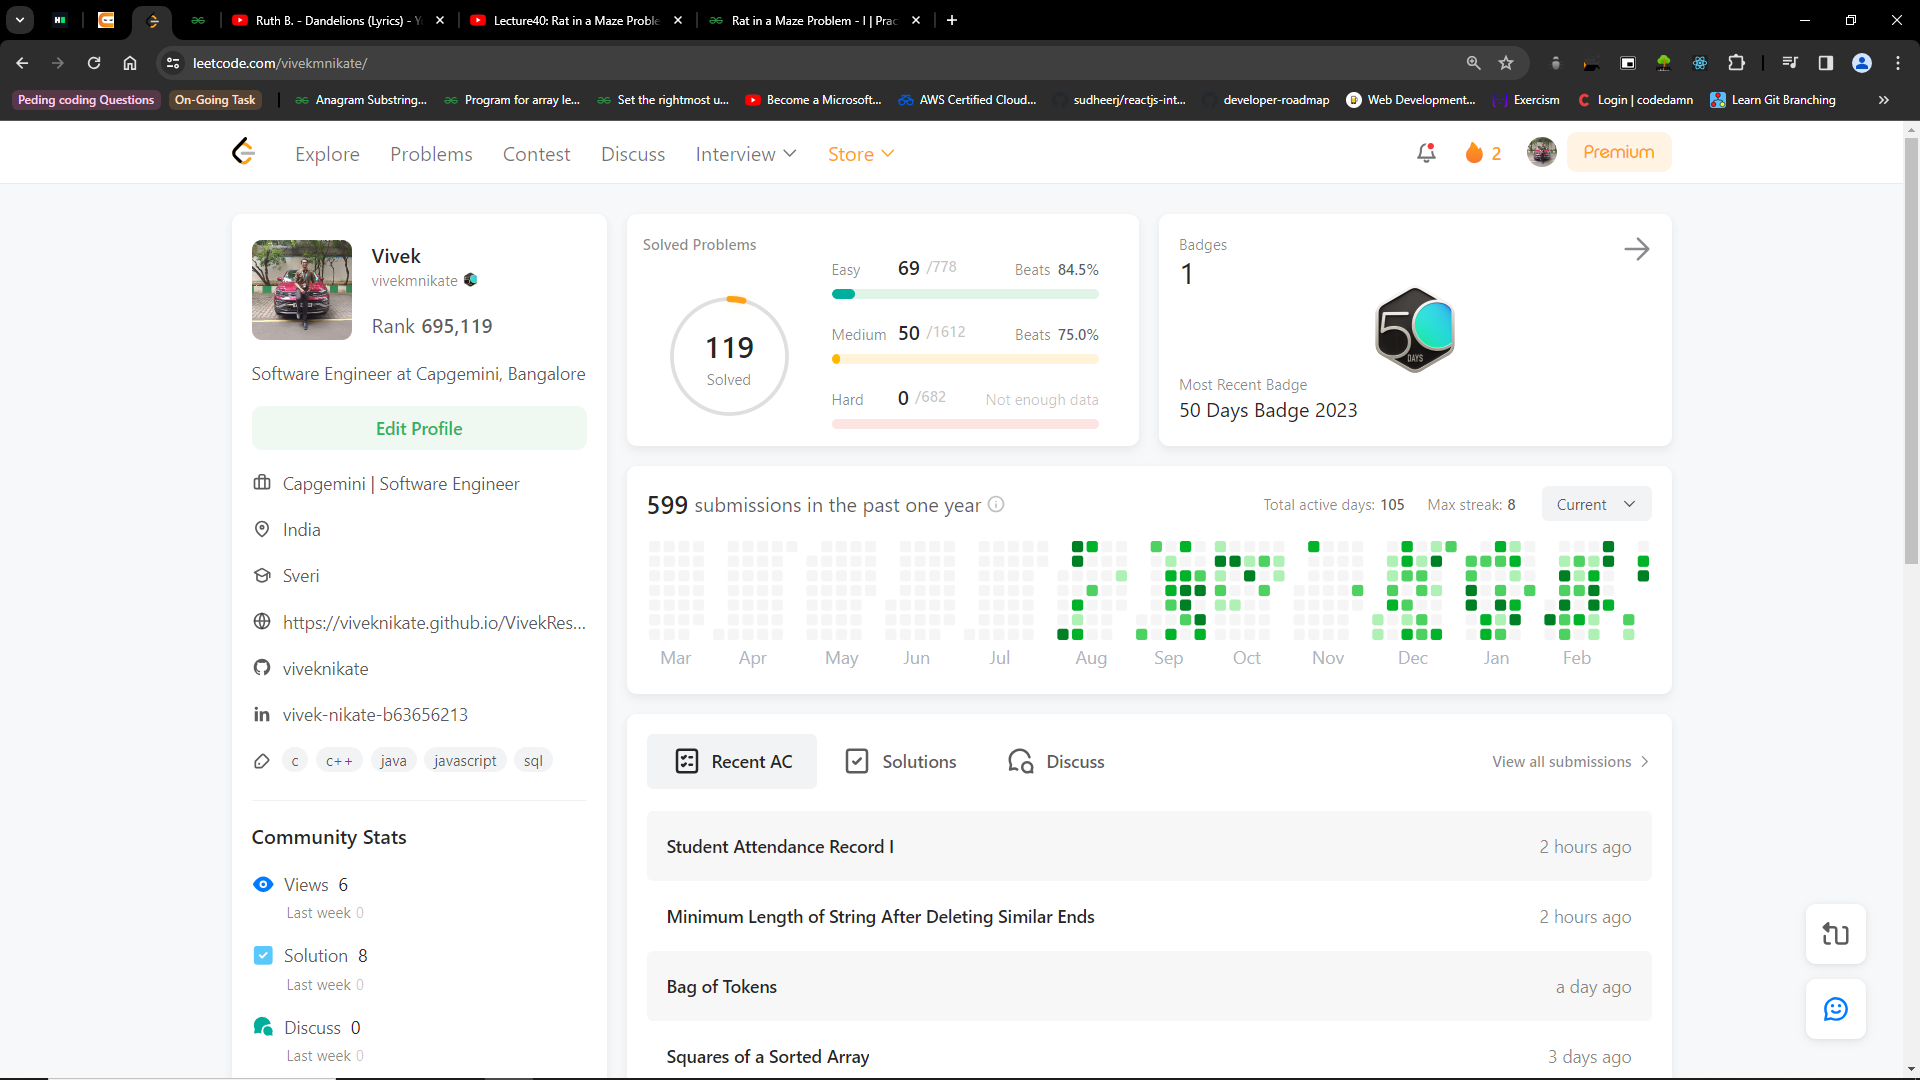 Ruth B. - Dandelions (Lyrics) - Y
Lecture40: Rat in a Maze Proble
Rat in a Maze Problem - I | Prac
leetcode.com/vivekmnikate/
Peding coding Questions
On-Going Task
Anagram Substring...
Program for array le...
Set the rightmost u...
Become a Microsoft...
AWS Certified Cloud...
sudheerj/reactjs-int...
developer-roadmap
Web Development...
Exercism
Login | codedamn
Learn Git Branching
Explore
Problems
Contest
Discuss
Interview
Store
2
Premium
Vivek
vivekmnikate
Rank 695,119
Software Engineer at Capgemini, Bangalore
Edit Profile
Capgemini | Software Engineer
India
Sveri
https://viveknikate.github.io/VivekRes...
viveknikate
vivek-nikate-b63656213
c c++ java javascript sql
Community Stats
Views 6
Last week 0
Solution 8
Last week 0
Discuss 0
Last week 0
Solved Problems
119
Solved
Easy 69 /778 Beats 84.5%
Medium 50 /1612 Beats 75.0%
Hard 0 /682 Not enough data
Badges
1
50
DAYS
Most Recent Badge
50 Days Badge 2023
599 submissions in the past one year
Total active days: 105
Max streak: 8
Current
Mar Apr May Jun Jul Aug Sep Oct Nov Dec Jan Feb
Recent AC
Solutions
Discuss
View all submissions
Student Attendance Record I 2 hours ago
Minimum Length of String After Deleting Similar Ends 2 hours ago
Bag of Tokens a day ago
Squares of a Sorted Array 3 days ago